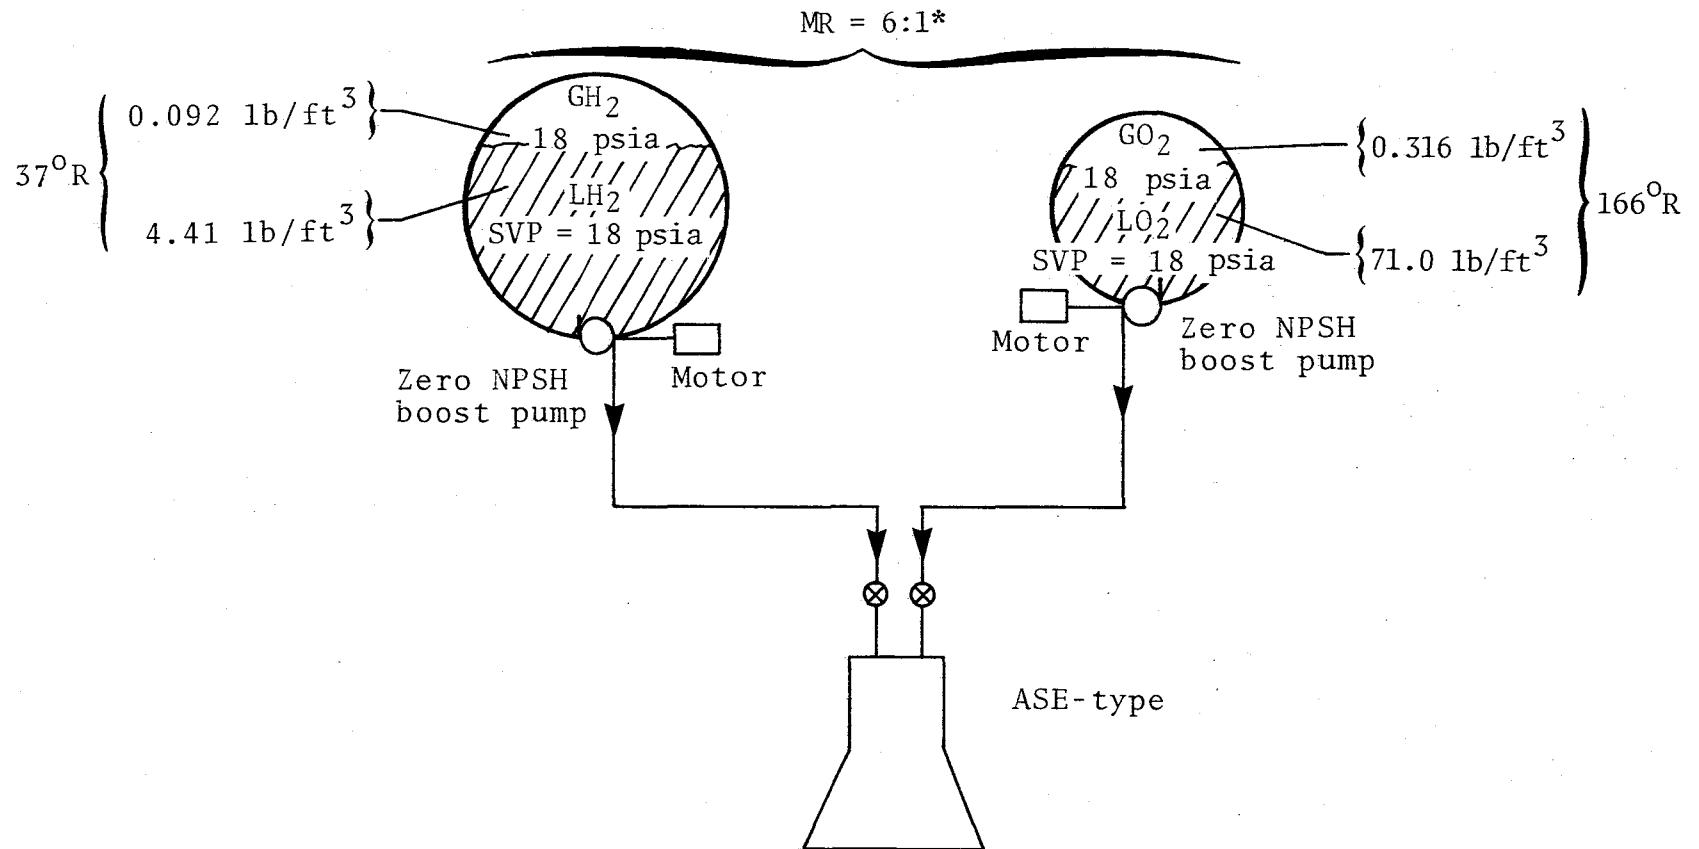 MR = 6:1*
GH2
0.092 lb/ft3
18 psia
37°R
LH2
4.41 lb/ft3
SVP = 18 psia
GO2
0.316 lb/ft3
18 psia
166°R
LO2
71.0 lb/ft3
SVP = 18 psia
Zero NPSH
boost pump
Motor
Motor
Zero NPSH
boost pump
ASE-type